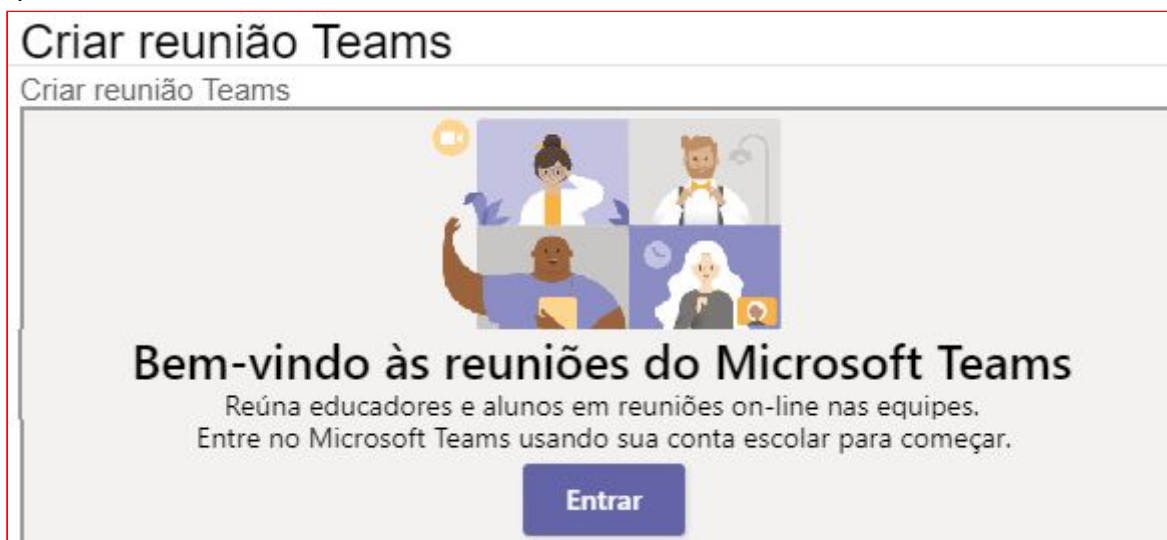 Criar reunião Teams
Criar reunião Teams
Bem-vindo às reuniões do Microsoft Teams
Reúna educadores e alunos em reuniões on-line nas equipes.
Entre no Microsoft Teams usando sua conta escolar para começar.
Entrar